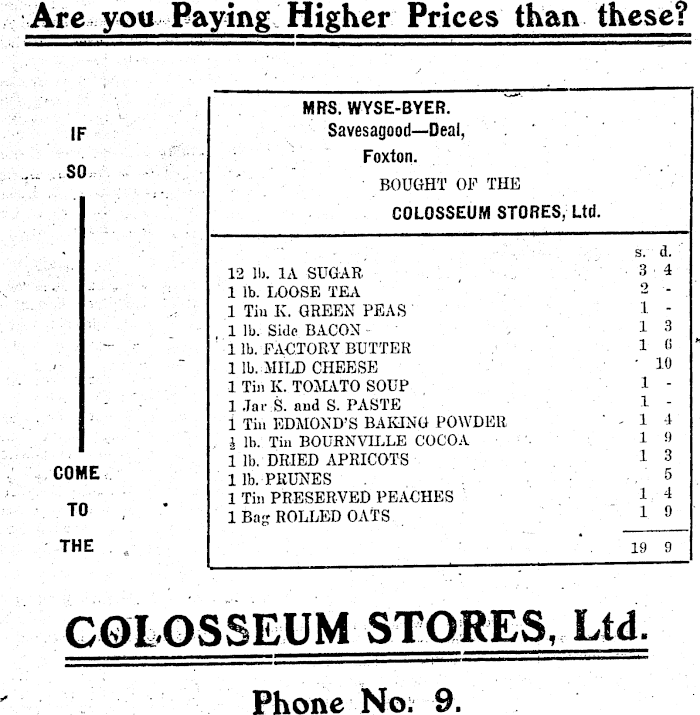 Are you Paying Higher Prices than these?
IF
SO
COME
TO
THE
MRS. WYSE-BYER.
Savesagood—Deal,
Foxton.
BOUGHT OF THE
COLOSSEUM STORES, Ltd.
s. d.
12 lb. 1A SUGAR 3 4
1 lb. LOOSE TEA 2 -
1 Tin K. GREEN PEAS 1 -
1 lb. Side BACON 1 3
1 lb. FACTORY BUTTER 1 6
1 lb. MILD CHEESE 10
1 Tin K. TOMATO SOUP 1 -
1 Jar S. and S. PASTE 1 -
1 Tin EDMOND'S BAKING POWDER 1 4
½ lb. Tin BOURNVILLE COCOA 1 9
1 lb. DRIED APRICOTS 1 3
1 lb. PRUNES 5
1 Tin PRESERVED PEACHES 1 4
1 Bag ROLLED OATS 1 9
19 9
COLOSSEUM STORES, Ltd.
Phone No. 9.